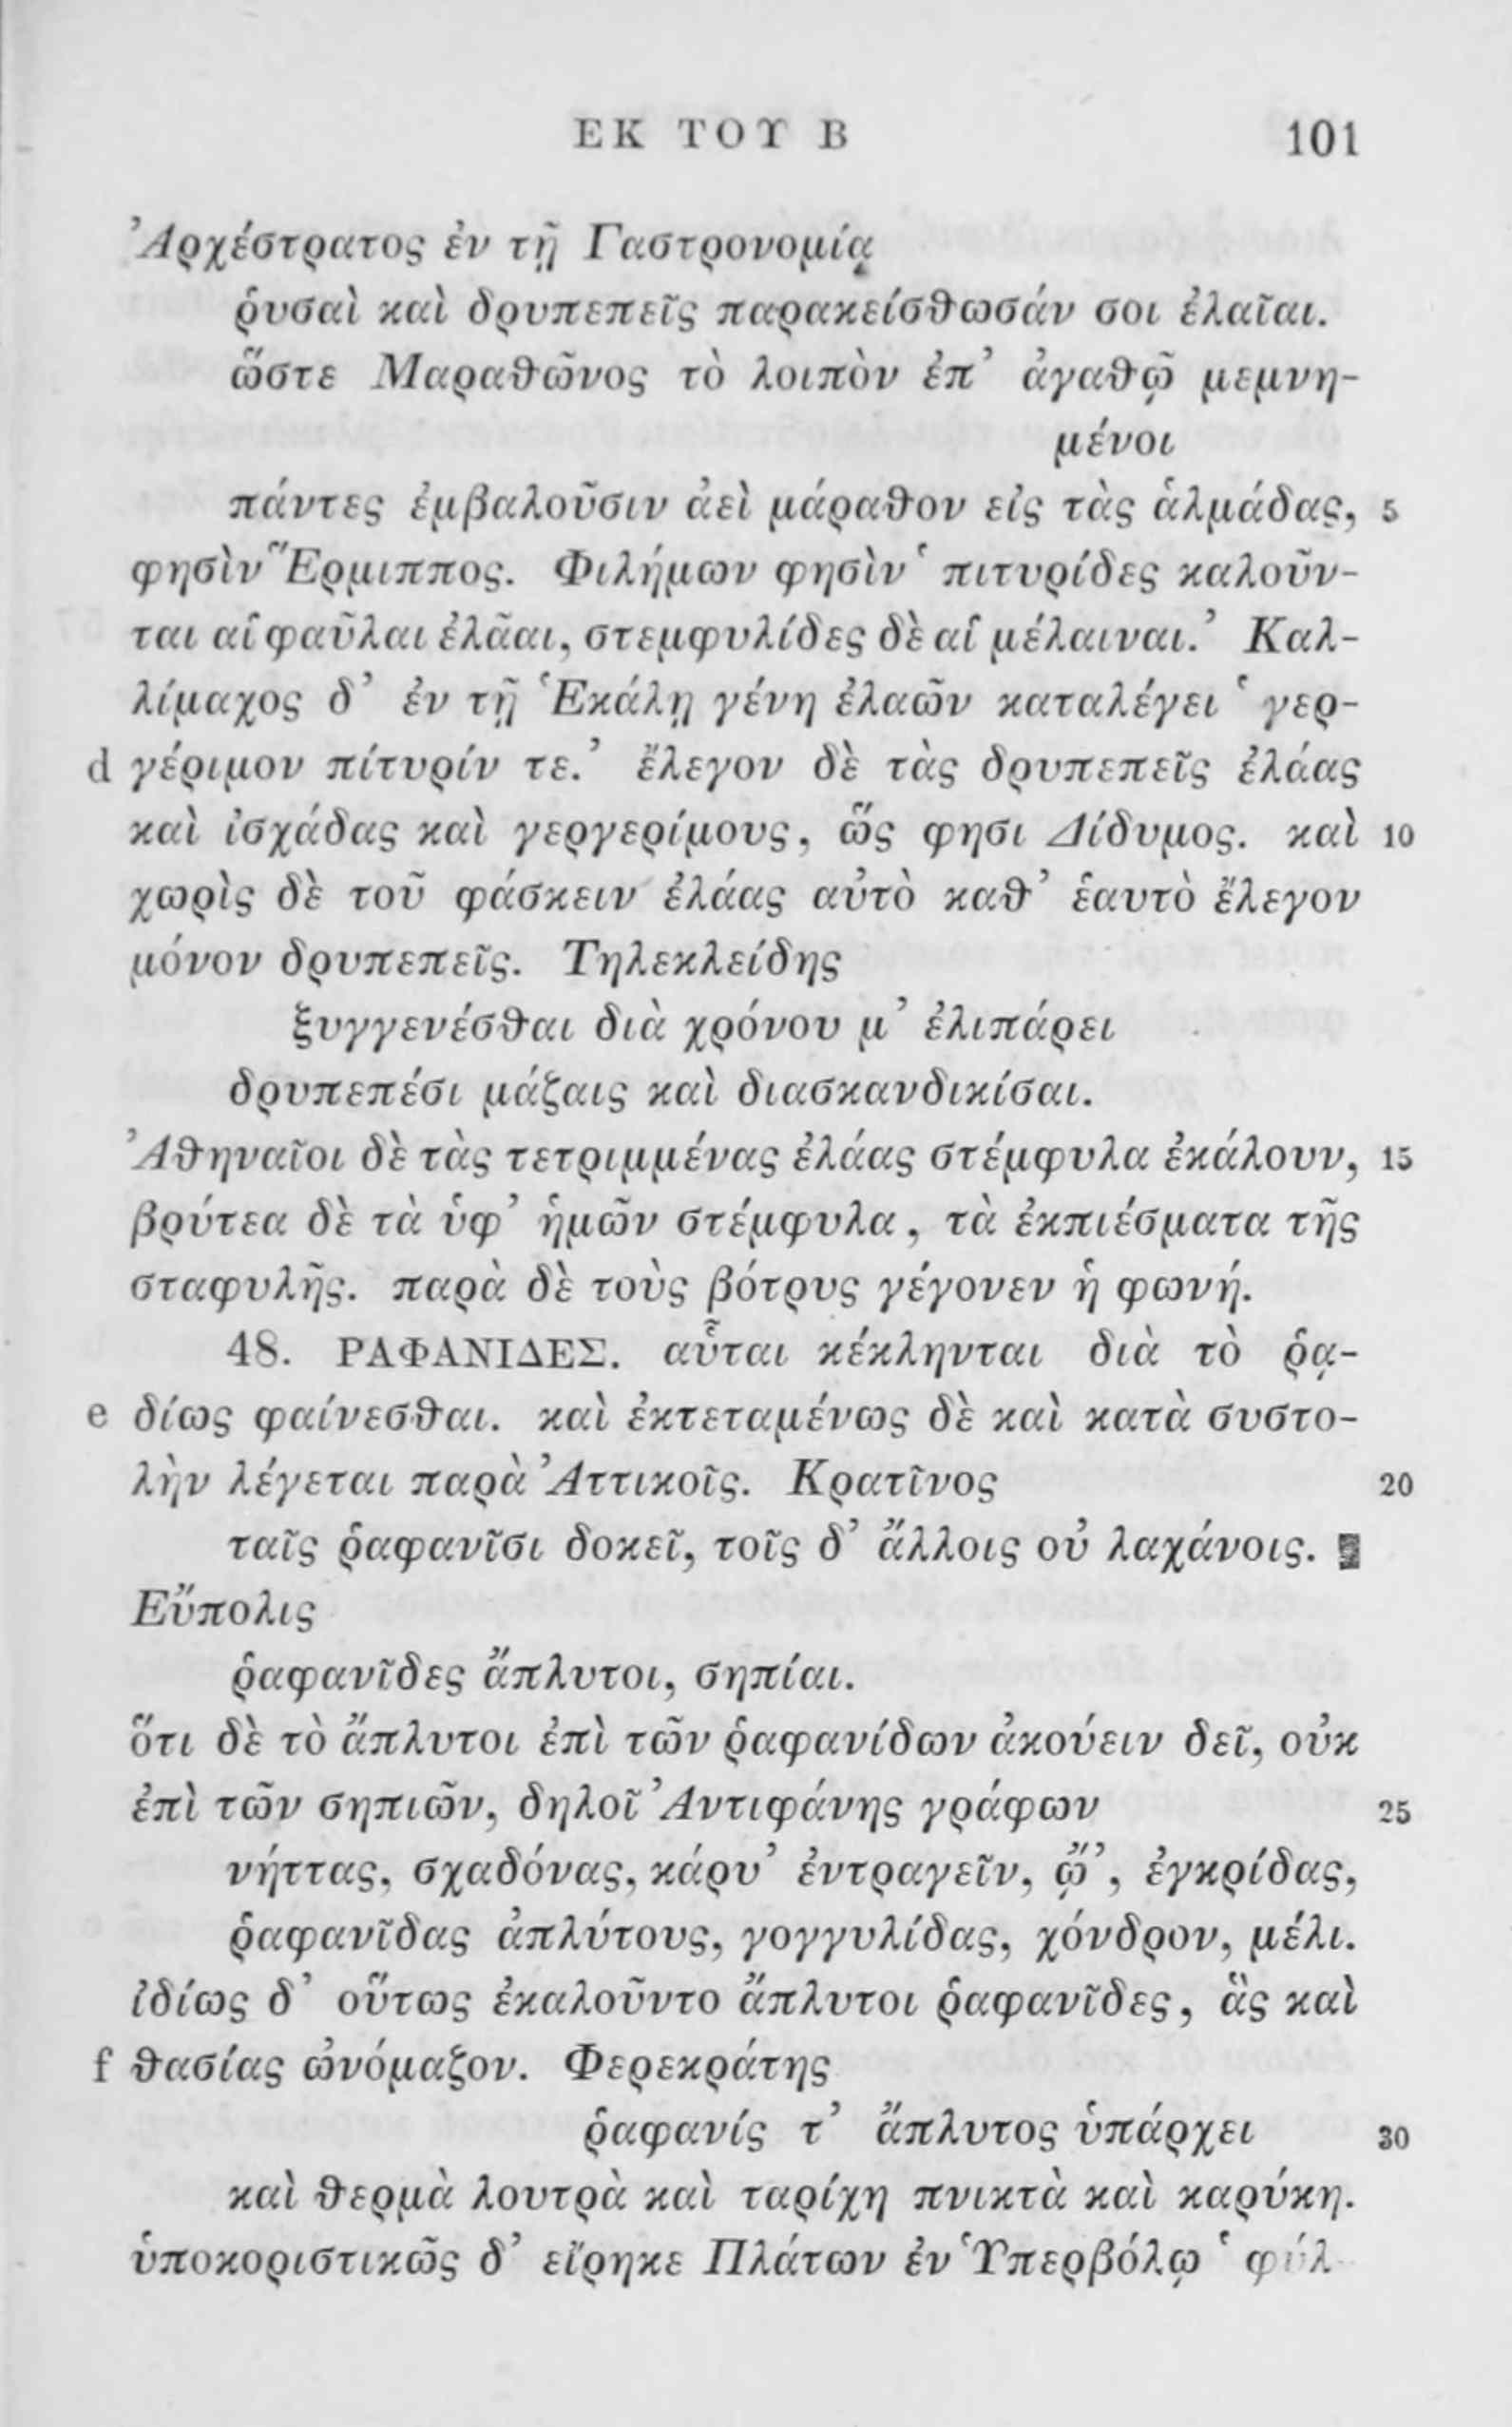 ΕΚ ΤΟΥ Β 101
Ἀρχέστρατος ἐν τῇ Γαστρονομίᾳ
ῥυσαὶ καὶ δρυπεπεῖς παρακείσθωσάν σοι ἐλαῖαι.
ὥστε Μαραθῶνος τὸ λοιπὸν ἐπ’ ἀγαθῷ μεμνη-
μένοι
πάντες ἐμβαλοῦσιν ἀεὶ μάραθον εἰς τὰς ἁλμάδας, 5
φησὶν Ἕρμιππος. Φιλήμων φησὶν ‘πιτυρίδες καλοῦν-
ται αἱ φαῦλαι ἐλᾶαι, στεμφυλίδες δὲ αἱ μέλαιναι.’ Καλ-
λίμαχος δ’ ἐν τῇ Ἑκάλῃ γένη ἐλαῶν καταλέγει ‘γερ-
d γέριμον πίτυρίν τε.’ ἔλεγον δὲ τὰς δρυπεπεῖς ἐλάας
καὶ ἰσχάδας καὶ γεργερίμους, ὥς φησι Δίδυμος. καὶ 10
χωρὶς δὲ τοῦ φάσκειν ἐλάας αὐτὸ καθ’ ἑαυτὸ ἔλεγον
μόνον δρυπεπεῖς. Τηλεκλείδης
ξυγγενέσθαι διὰ χρόνου μ’ ἐλιπάρει
δρυπεπέσι μάζαις καὶ διασκανδικίσαι.
Ἀθηναῖοι δὲ τὰς τετριμμένας ἐλάας στέμφυλα ἐκάλουν, 15
βρύτεα δὲ τὰ ὑφ’ ἡμῶν στέμφυλα, τὰ ἐκπιέσματα τῆς
σταφυλῆς. παρὰ δὲ τοὺς βότρυς γέγονεν ἡ φωνή.
48. ΡΑΦΑΝΙΔΕΣ. αὗται κέκληνται διὰ τὸ ῥᾳ-
e δίως φαίνεσθαι. καὶ ἐκτεταμένως δὲ καὶ κατὰ συστο-
λὴν λέγεται παρὰ Ἀττικοῖς. Κρατῖνος 20
ταῖς ῥαφανῖσι δοκεῖ, τοῖς δ’ ἄλλοις οὐ λαχάνοις.
Εὔπολις
ῥαφανῖδες ἄπλυτοι, σηπίαι.
ὅτι δὲ τὸ ἄπλυτοι ἐπὶ τῶν ῥαφανίδων ἀκούειν δεῖ, οὐκ
ἐπὶ τῶν σηπιῶν, δηλοῖ Ἀντιφάνης γράφων 25
νήττας, σχαδόνας, κάρυ’ ἐντραγεῖν, ᾤ’, ἐγκρίδας,
ῥαφανῖδας ἀπλύτους, γογγυλίδας, χόνδρον, μέλι.
ἰδίως δ’ οὕτως ἐκαλοῦντο ἄπλυτοι ῥαφανῖδες, ἃς καὶ
f θασίας ὠνόμαζον. Φερεκράτης
ῥαφανίς τ’ ἄπλυτος ὑπάρχει 30
καὶ θερμὰ λουτρὰ καὶ ταρίχη πνικτὰ καὶ καρύκη.
ὑποκοριστικῶς δ’ εἴρηκε Πλάτων ἐν Ὑπερβόλῳ ‘φύλ-